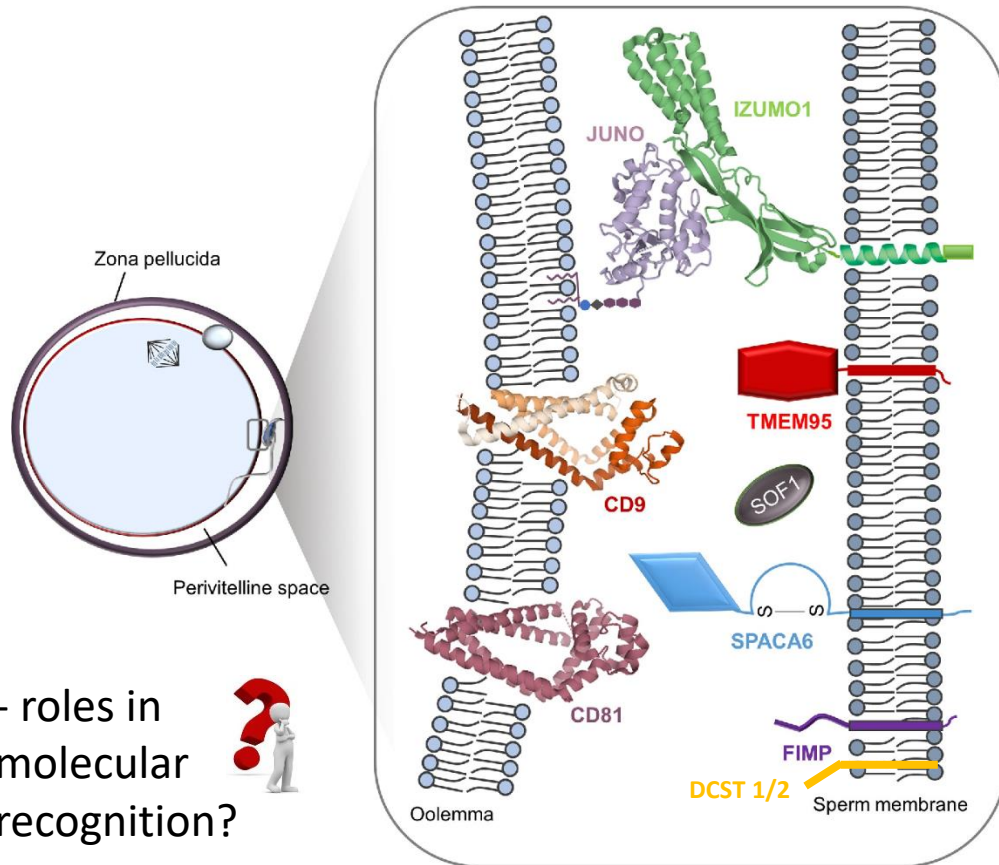 IZUMO1
JUNO
Zona pellucida
TMEM95
CD9
SOF1
Perivitelline space
S
S
SPACA6
CD81
- roles in
molecular
recognition?
FIMP
DCST 1/2
Oolemma
Sperm membrane